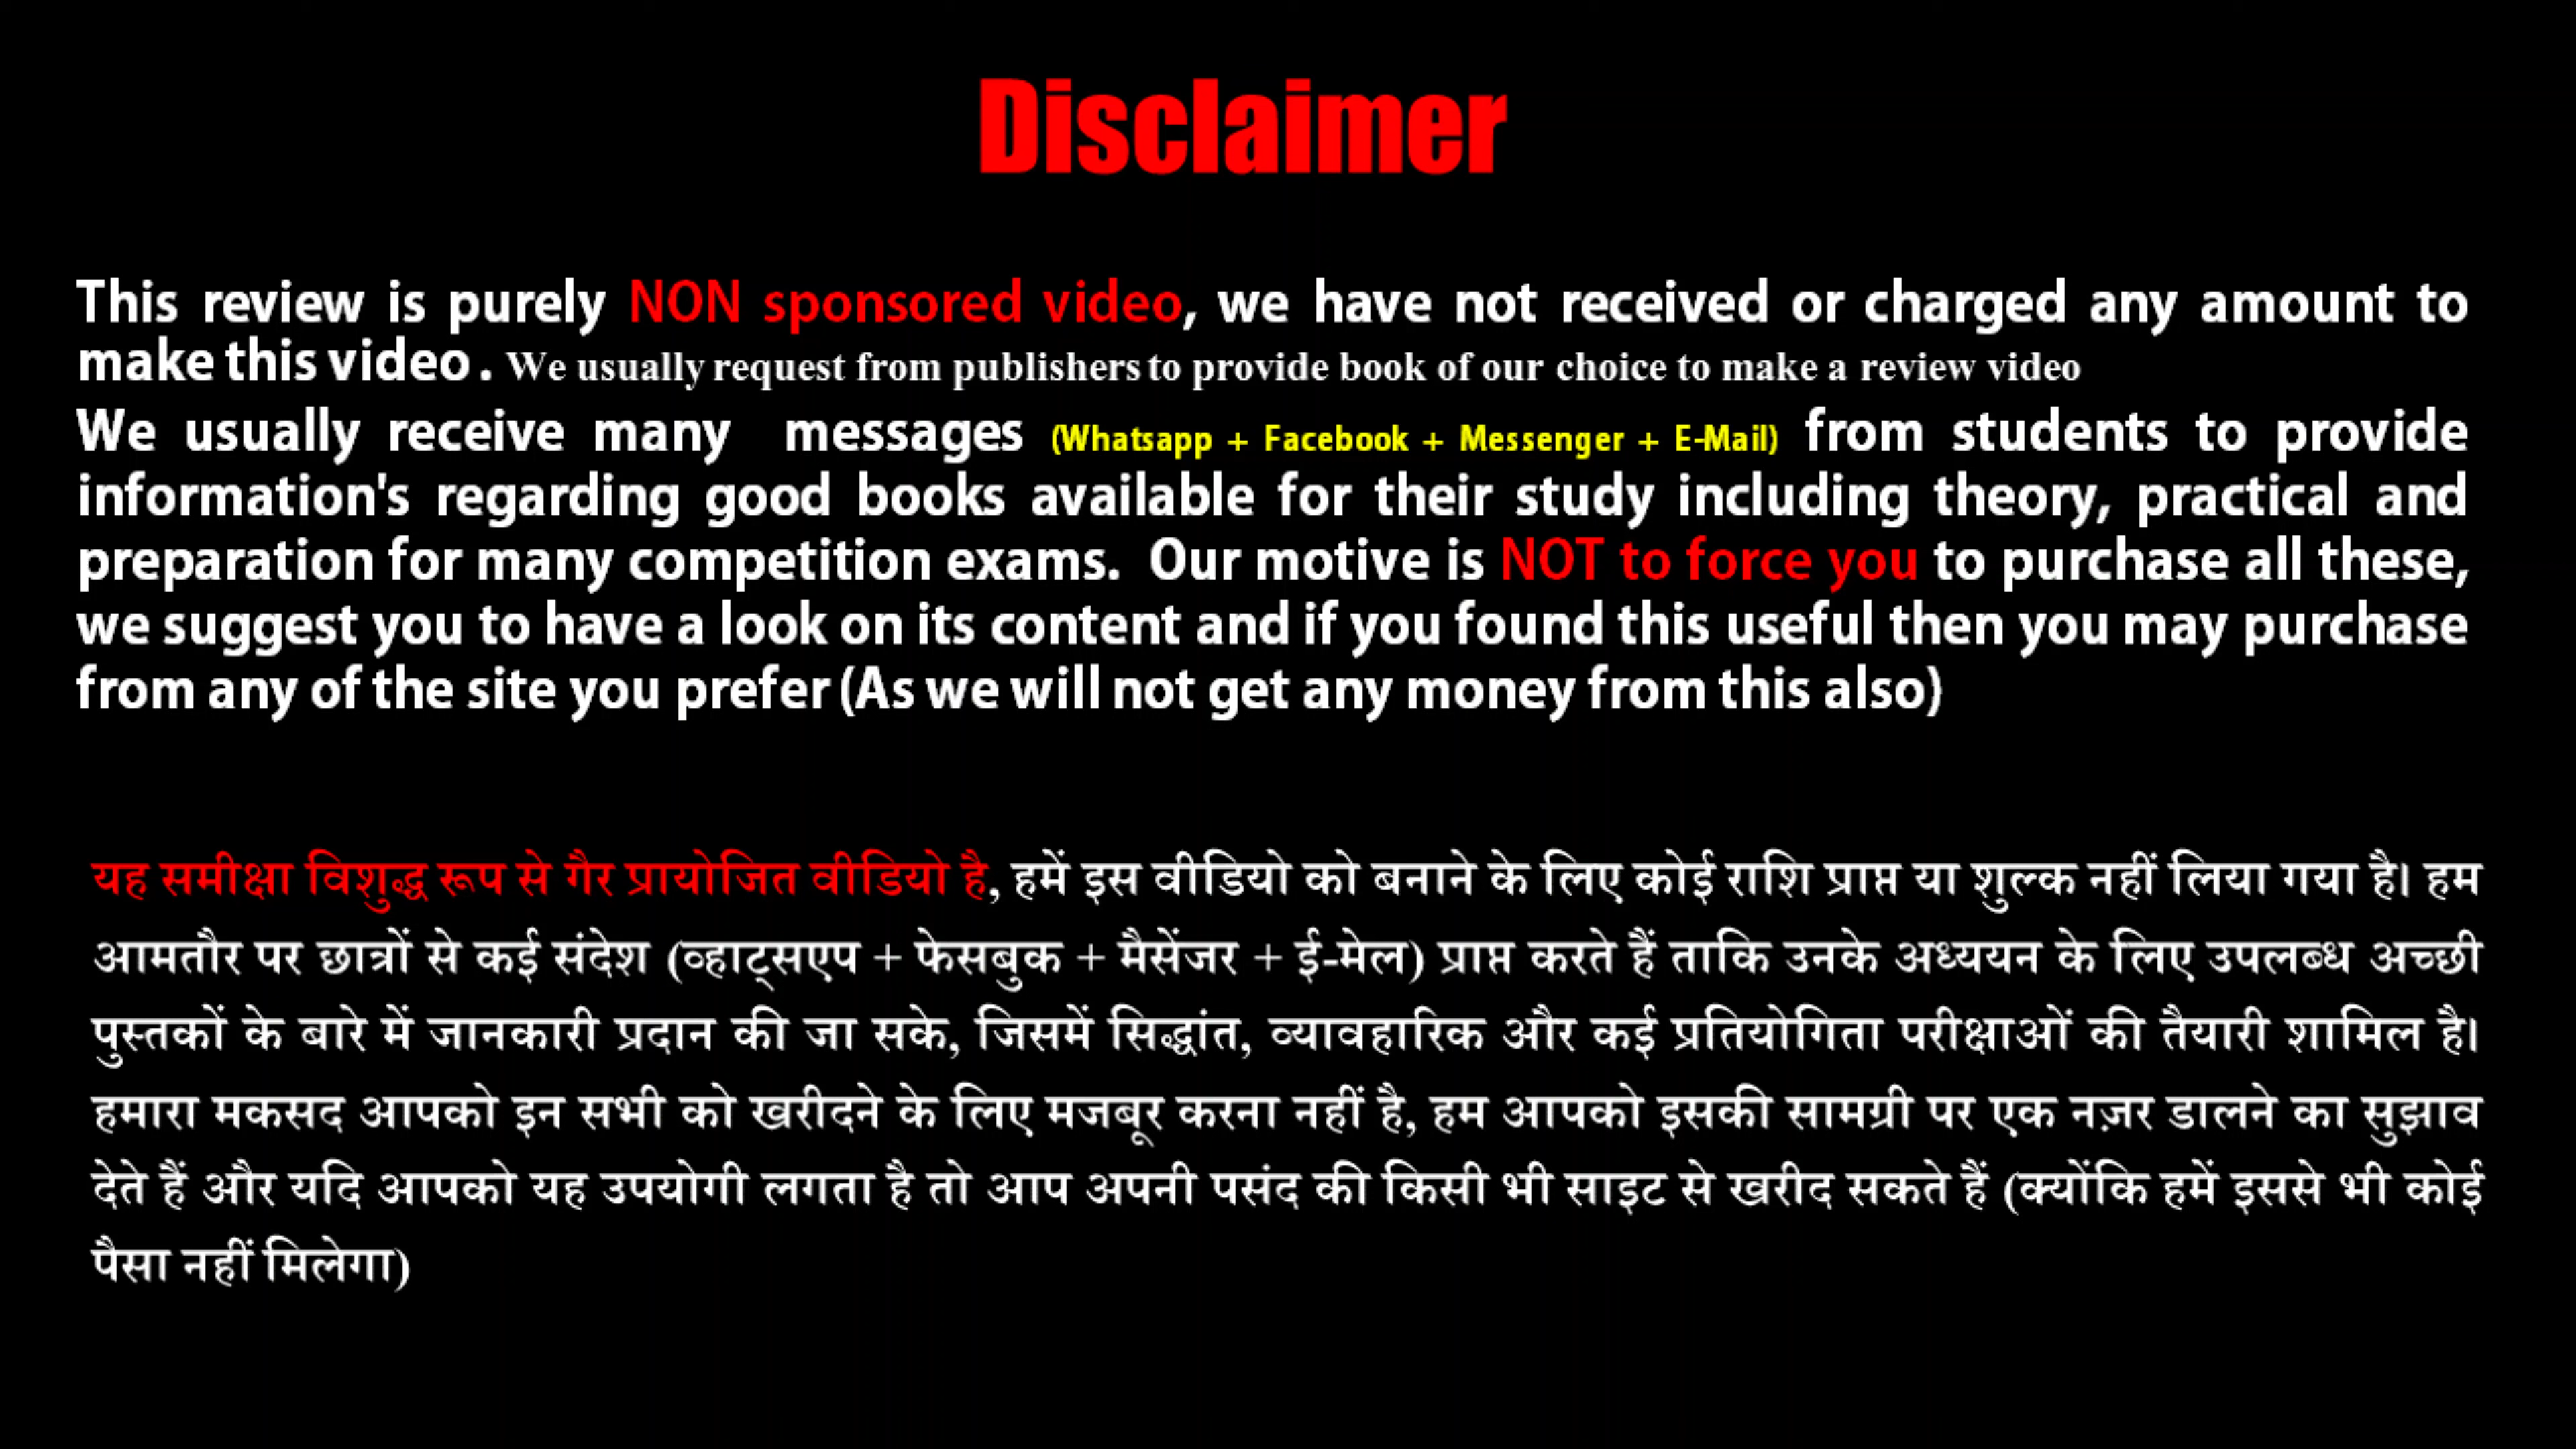 Disclaimer
This review is purely NON sponsored video, we have not received or charged any amount to
make this video . We usually request from publishers to provide book of our choice to make a review video
We usually receive many messages (Whatsapp + Facebook + Messenger + E-Mail) from students to provide
information's regarding good books available for their study including theory, practical and
preparation for many competition exams. Our motive is NOT to force you to purchase all these,
we suggest you to have a look on its content and if you found this useful then you may purchase
from any of the site you prefer (As we will not get any money from this also)
यह समीक्षा विशुद्ध रूप से गैर प्रायोजित वीडियो है, हमें इस वीडियो को बनाने के लिए कोई राशि प्राप्त या शुल्क नहीं लिया गया है। हम
आमतौर पर छात्रों से कई संदेश (व्हाट्सएप + फेसबुक + मैसेंजर + ई-मेल) प्राप्त करते हैं ताकि उनके अध्ययन के लिए उपलब्ध अच्छी
पुस्तकों के बारे में जानकारी प्रदान की जा सके, जिसमें सिद्धांत, व्यावहारिक और कई प्रतियोगिता परीक्षाओं की तैयारी शामिल है।
हमारा मकसद आपको इन सभी को खरीदने के लिए मजबूर करना नहीं है, हम आपको इसकी सामग्री पर एक नज़र डालने का सुझाव
देते हैं और यदि आपको यह उपयोगी लगता है तो आप अपनी पसंद की किसी भी साइट से खरीद सकते हैं (क्योंकि हमें इससे भी कोई
पैसा नहीं मिलेगा)